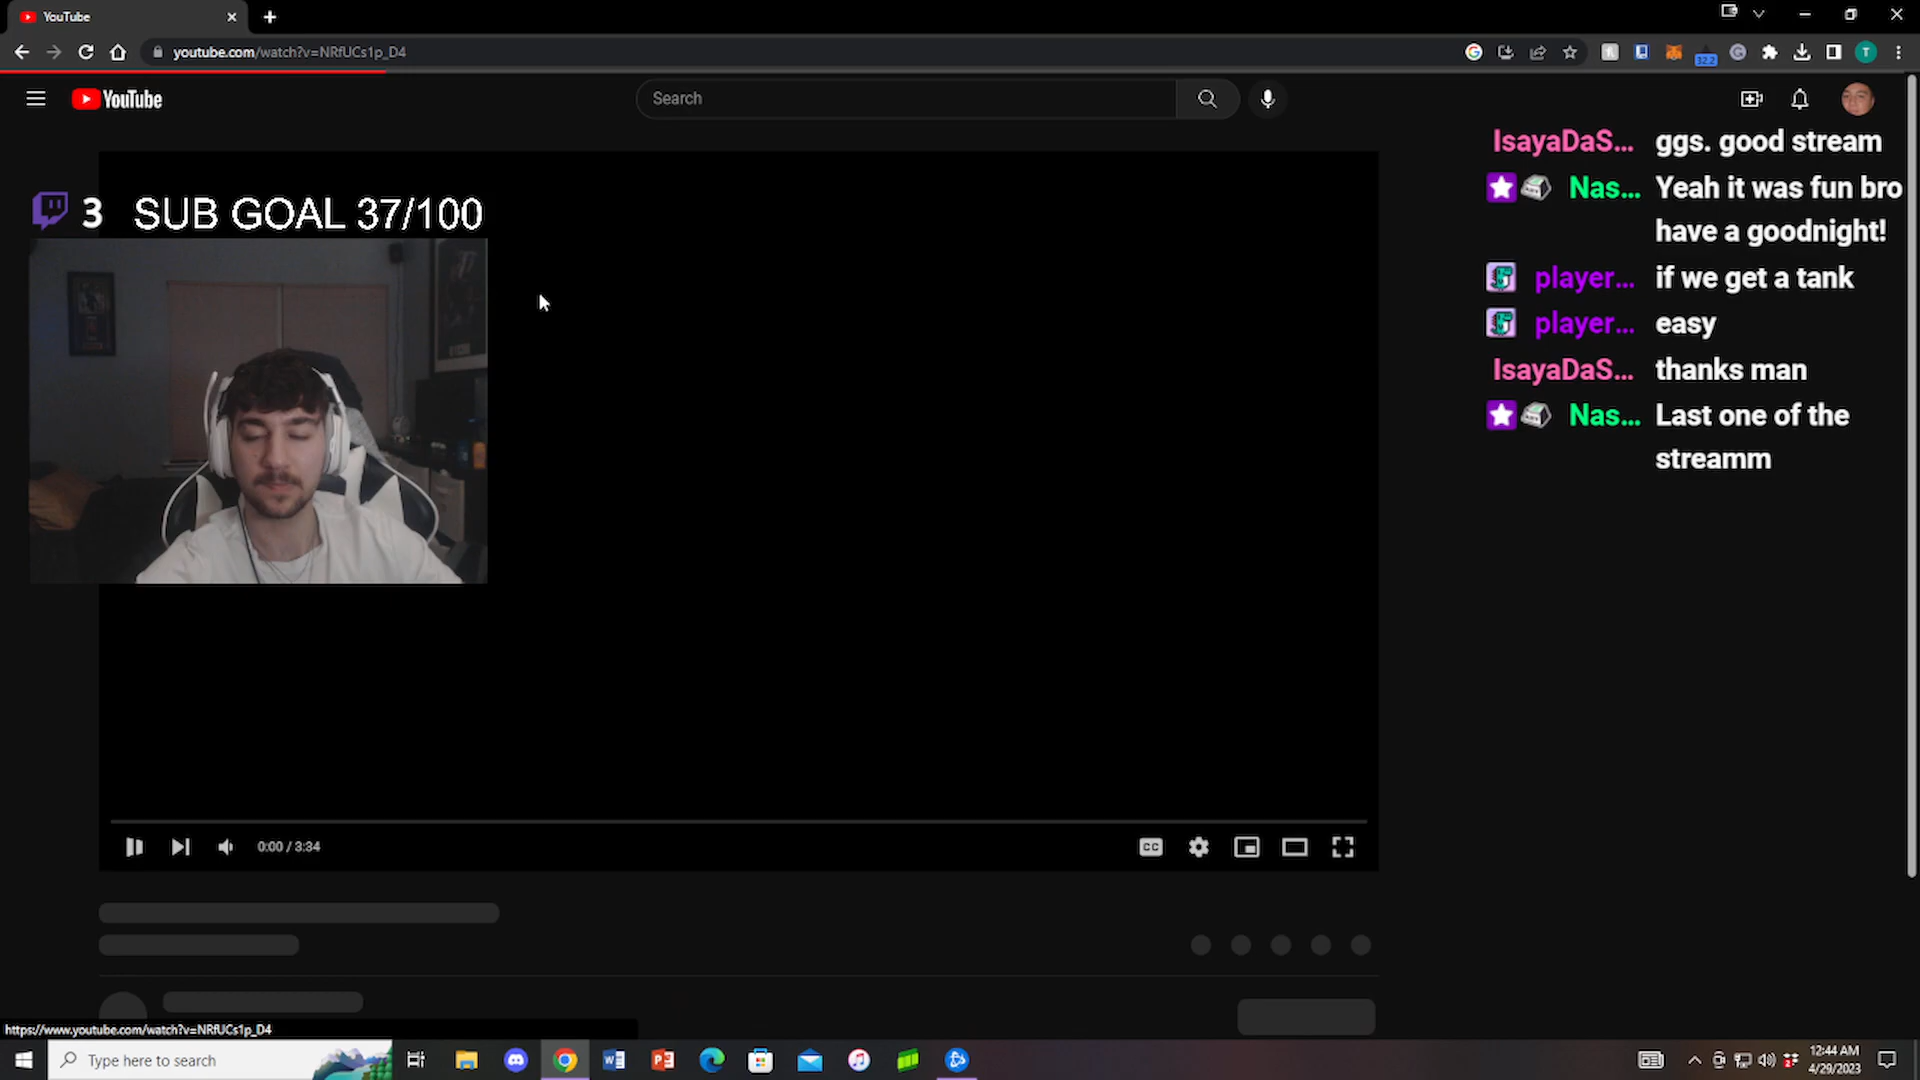 YouTube
youtube.com/watch?v=NRfUCs1p_D4
32.2
T
YouTube
Search
3 SUB GOAL 37/100
IsayaDaS... ggs. good stream
Nas... Yeah it was fun bro
have a goodnight!
player... if we get a tank
player... easy
IsayaDaS... thanks man
Nas... Last one of the
streamm
0:00 / 3:34
CC
https://www.youtube.com/watch?v=NRfUCs1p_D4
Type here to search
12:44 AM
4/29/2023